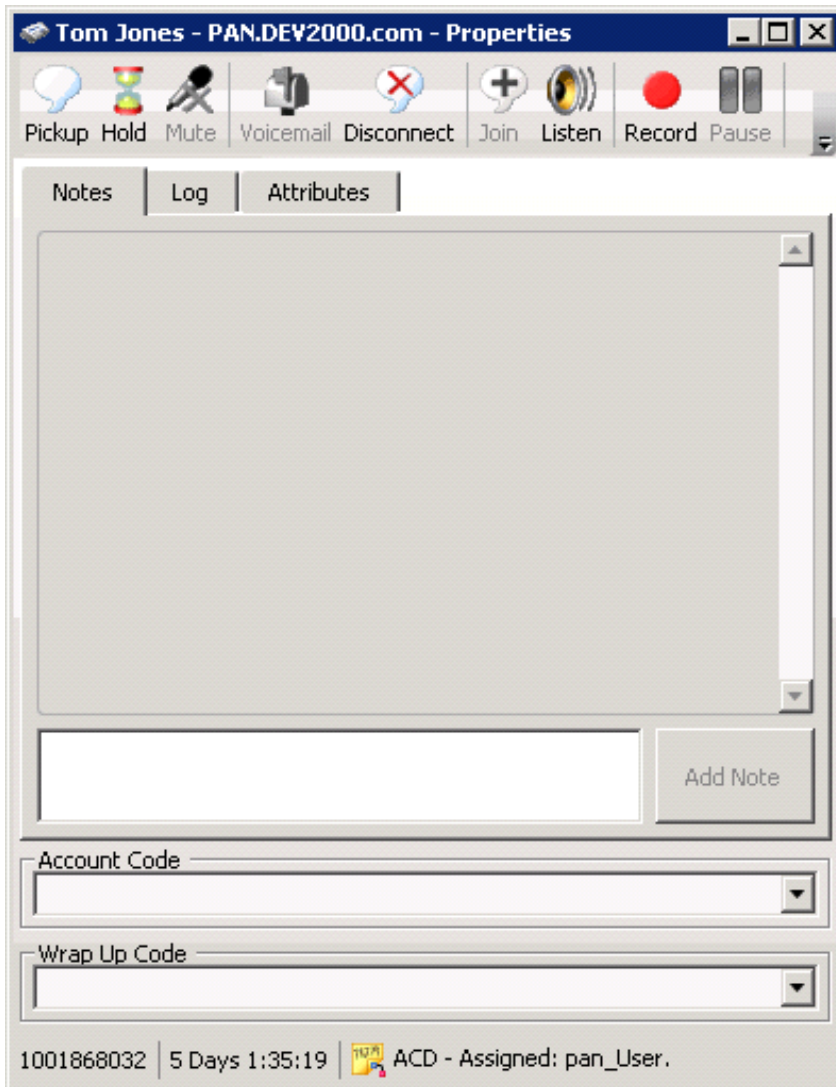 Tom Jones - PAN.DEV2000.com - Properties
Pickup Hold Mute Voicemail Disconnect Join Listen Record Pause
Notes Log Attributes
Add Note
Account Code
Wrap Up Code
1001868032 5 Days 1:35:19 ACD - Assigned: pan_User.